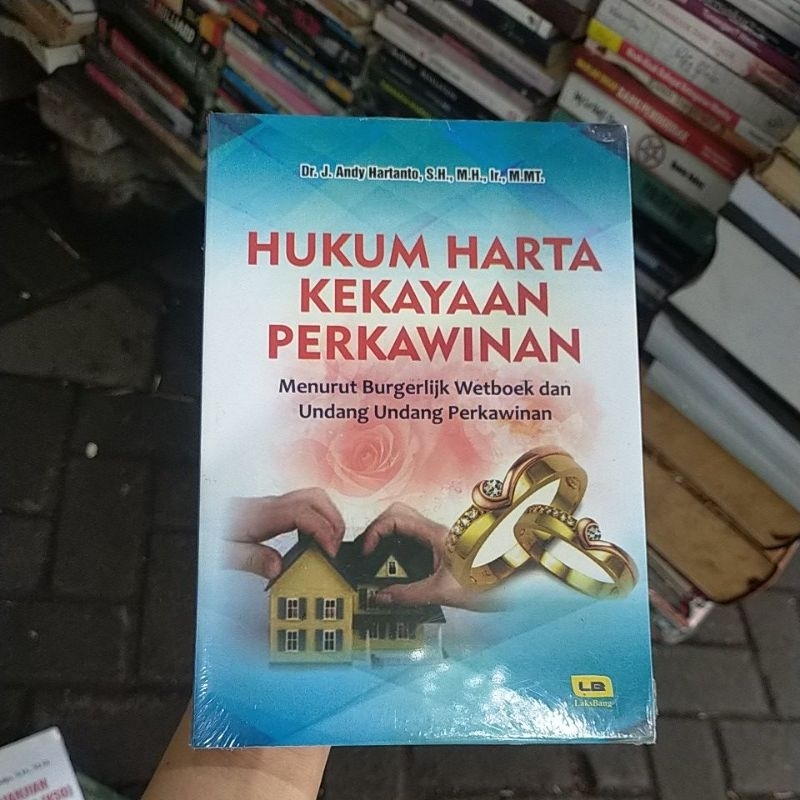 Dr. J. Andy Hartanto, S.H., M.H., Ir., M.MT.
HUKUM HARTA
KEKAYAAN
PERKAWINAN
Menurut Burgerlijk Wetboek dan
Undang Undang Perkawinan
LB
LaksBang